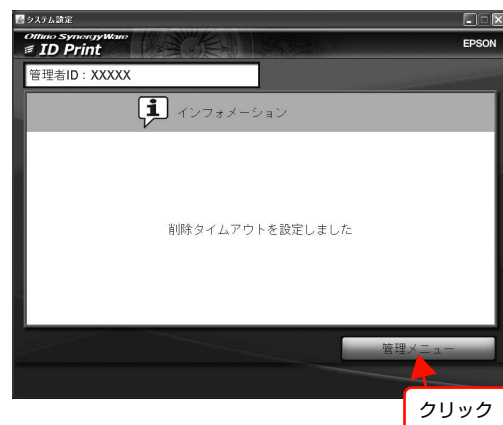 システム設定
Offirio SynergyWare
ID Print
EPSON
管理者ID：XXXXX
インフォメーション
削除タイムアウトを設定しました
管理メニュー
クリック